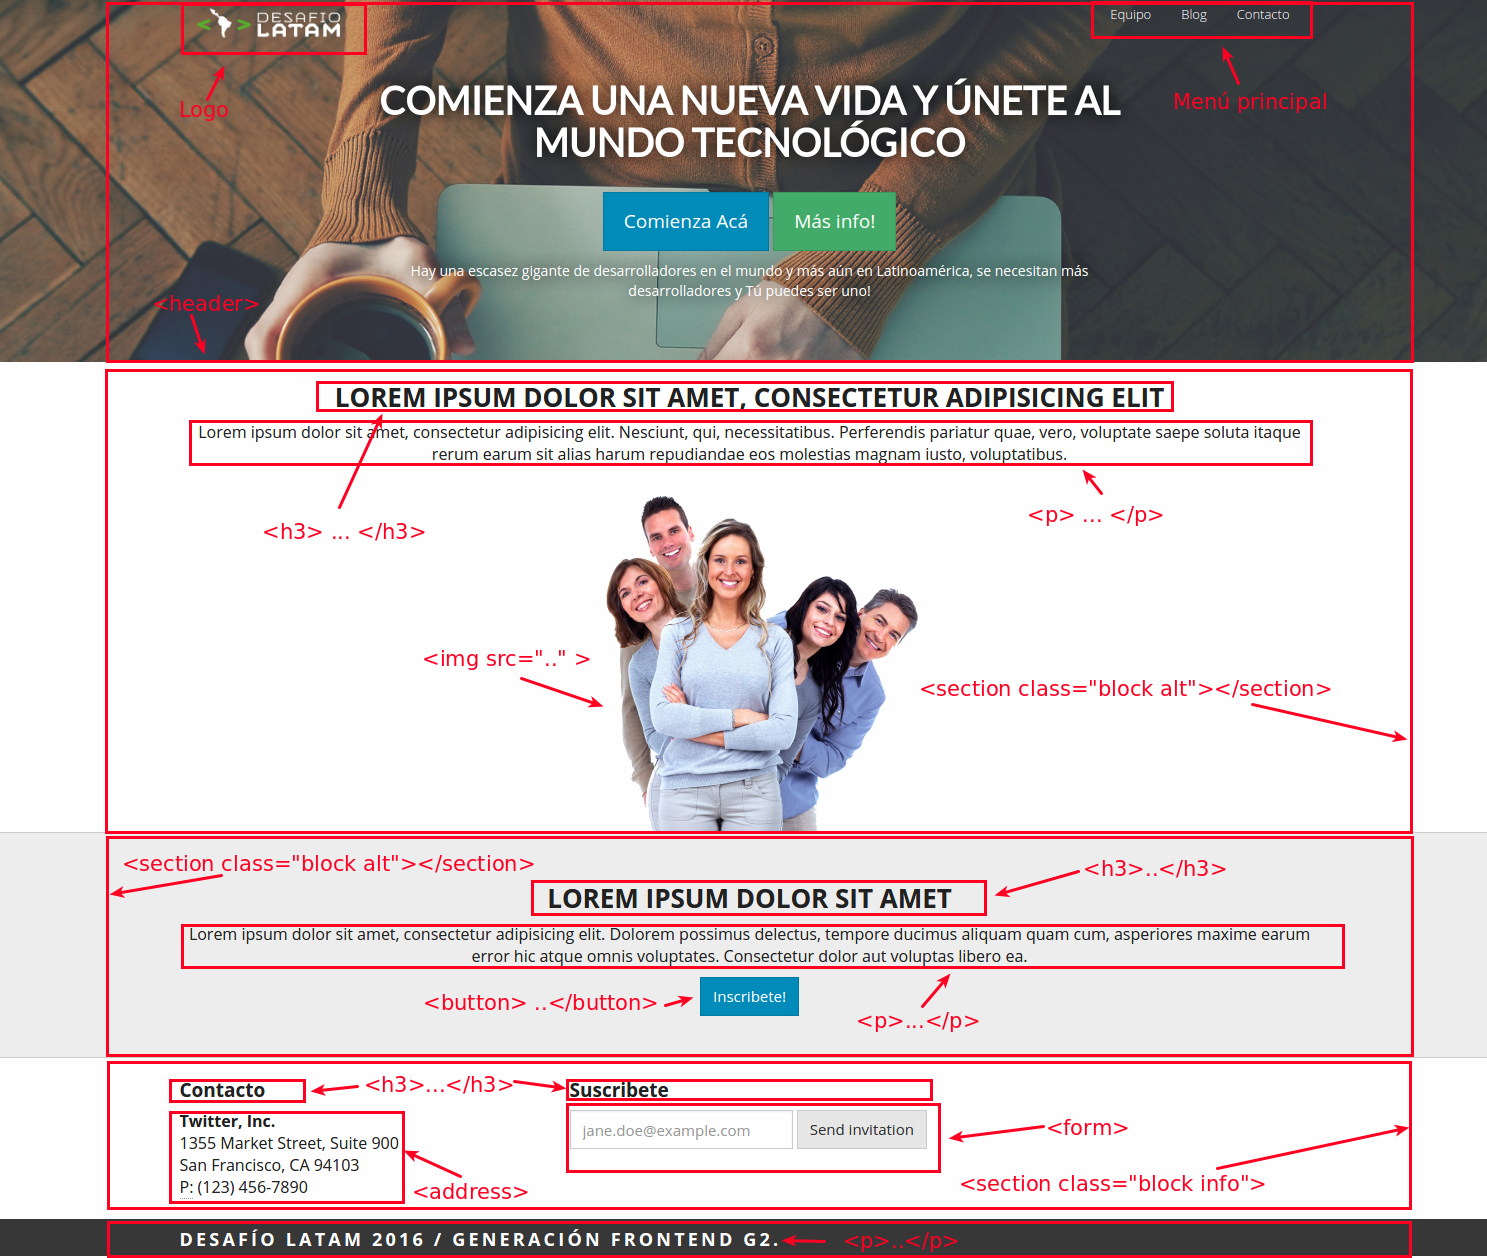 DESAFIO
LATAM
Equipo Blog Contacto
Logo
Menú principal
COMIENZA UNA NUEVA VIDA Y ÚNETE AL
MUNDO TECNOLÓGICO
Comienza Acá Más info!
Hay una escasez gigante de desarrolladores en el mundo y más aún en Latinoamérica, se necesitan más
desarrolladores y Tú puedes ser uno!
<header>
LOREM IPSUM DOLOR SIT AMET, CONSECTETUR ADIPISICING ELIT
Lorem ipsum dolor sit amet, consectetur adipisicing elit. Nesciunt, qui, necessitatibus. Perferendis pariatur quae, vero, voluptate saepe soluta itaque
rerum earum sit alias harum repudiandae eos molestias magnam iusto, voluptatibus.
<p> ... </p>
<h3> ... </h3>
<img src=".." >
<section class="block alt"></section>
<section class="block alt"></section>
<h3>..</h3>
LOREM IPSUM DOLOR SIT AMET
Lorem ipsum dolor sit amet, consectetur adipisicing elit. Dolorem possimus delectus, tempore ducimus aliquam quam cum, asperiores maxime earum
error hic atque omnis voluptates. Consectetur dolor aut voluptas libero ea.
<button> ..</button>
Inscribete!
<p>...</p>
Contacto
<h3>...</h3>
Suscribete
Twitter, Inc.
1355 Market Street, Suite 900
San Francisco, CA 94103
P: (123) 456-7890
jane.doe@example.com Send invitation
<form>
<address>
<section class="block info">
DESAFÍO LATAM 2016 / GENERACIÓN FRONTEND G2.
<p>..</p>